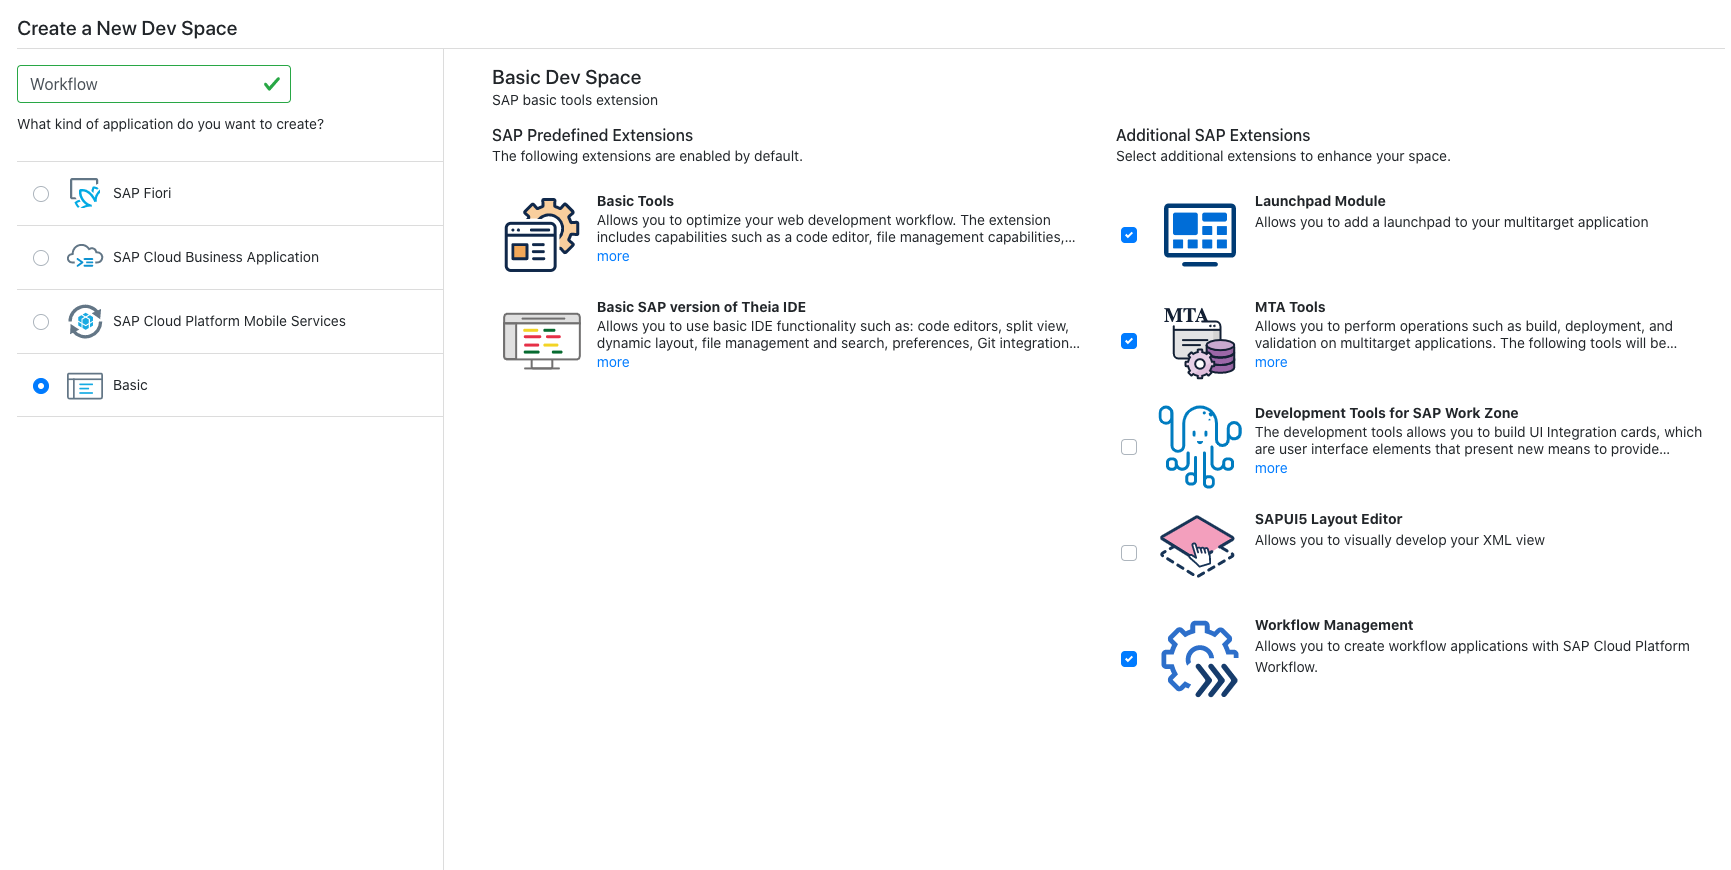 Create a New Dev Space
Workflow
What kind of application do you want to create?
SAP Fiori
SAP Cloud Business Application
SAP Cloud Platform Mobile Services
Basic
Basic Dev Space
SAP basic tools extension
SAP Predefined Extensions
The following extensions are enabled by default.
Basic Tools
Allows you to optimize your web development workflow. The extension
includes capabilities such as a code editor, file management capabilities,...
more
Basic SAP version of Theia IDE
Allows you to use basic IDE functionality such as: code editors, split view,
dynamic layout, file management and search, preferences, Git integration...
more
Additional SAP Extensions
Select additional extensions to enhance your space.
Launchpad Module
Allows you to add a launchpad to your multitarget application
MTA
MTA Tools
Allows you to perform operations such as build, deployment, and
validation on multitarget applications. The following tools will be...
more
Development Tools for SAP Work Zone
The development tools allows you to build UI Integration cards, which
are user interface elements that present new means to provide...
more
SAPUI5 Layout Editor
Allows you to visually develop your XML view
Workflow Management
Allows you to create workflow applications with SAP Cloud Platform
Workflow.